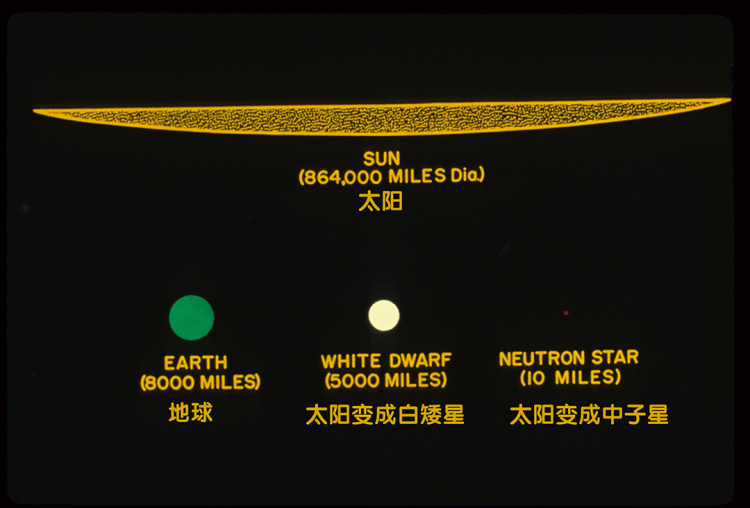 SUN
(864,000 MILES Dia.)
太阳
EARTH
(8000 MILES)
地球
WHITE DWARF
(5000 MILES)
太阳变成白矮星
NEUTRON STAR
(10 MILES)
太阳变成中子星